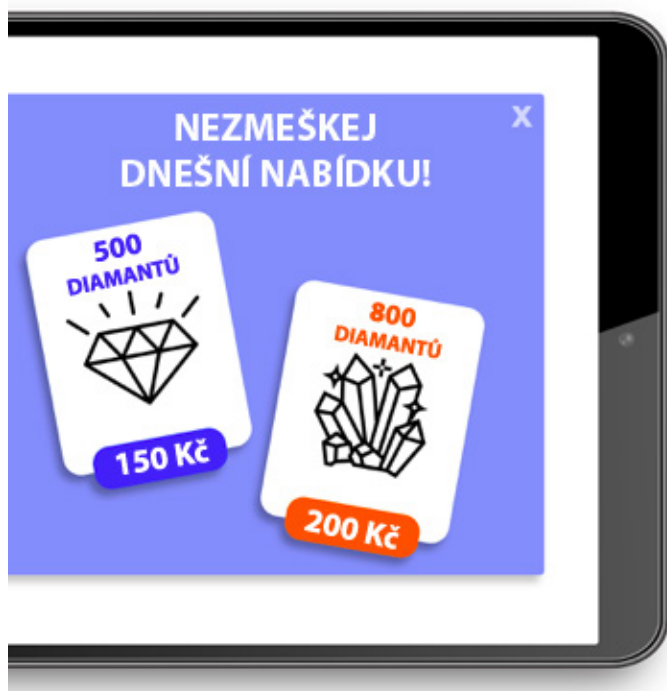 NEZMEŠKEJ
DNEŠNÍ NABÍDKU!
X
500
DIAMANTŮ
150 Kč
800
DIAMANTŮ
200 Kč